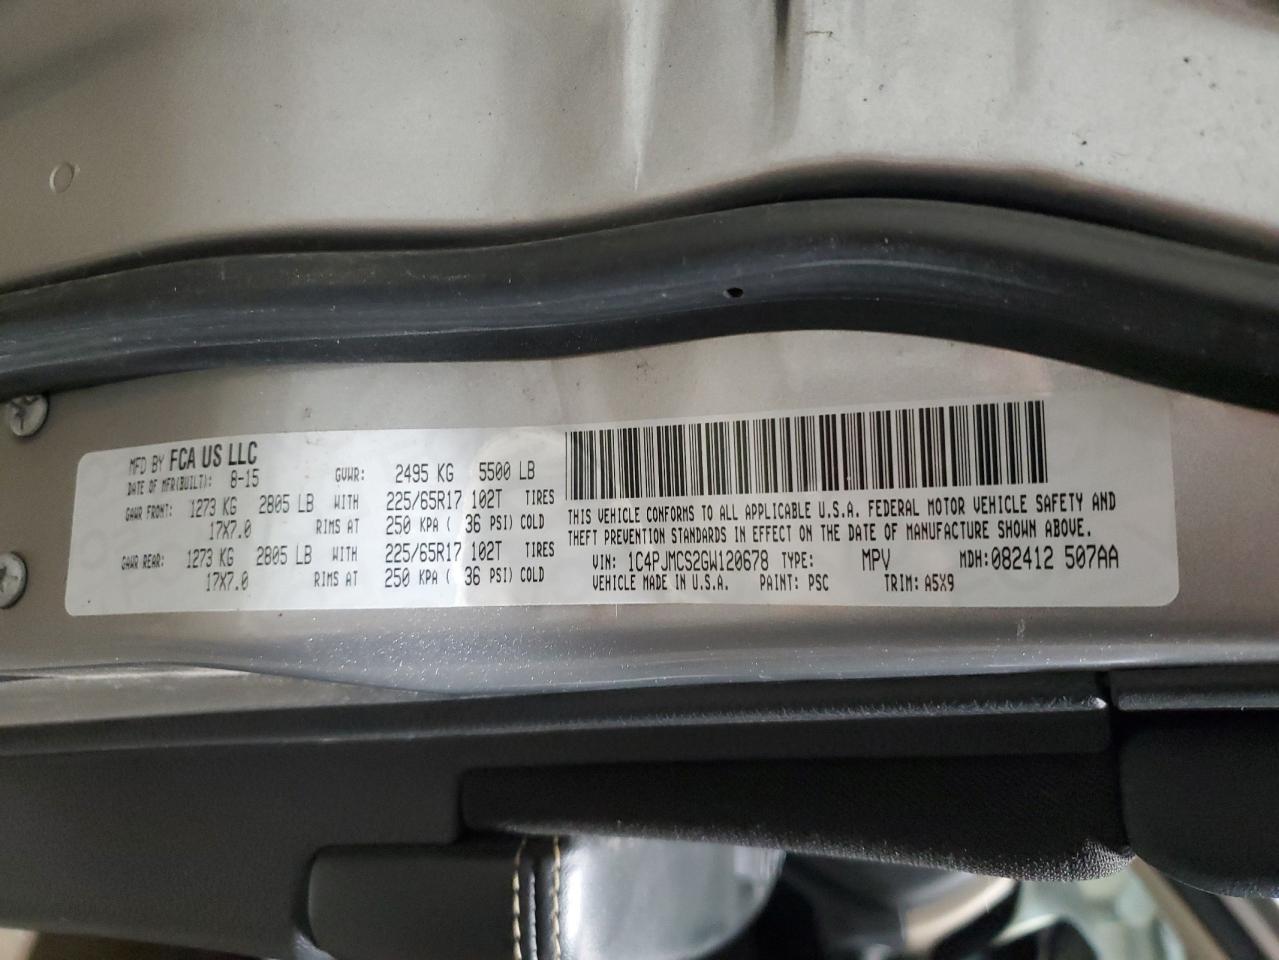 MFD BY FCA US LLC
DATE OF MFR(BUILT): 8-15 GVWR: 2495 KG 5500 LB
GAWR FRONT: 1273 KG 2805 LB WITH 225/65R17 102T TIRES
17X7.0 RIMS AT 250 KPA ( 36 PSI) COLD
GAWR REAR: 1273 KG 2805 LB WITH 225/65R17 102T TIRES
17X7.0 RIMS AT 250 KPA ( 36 PSI) COLD
THIS VEHICLE CONFORMS TO ALL APPLICABLE U.S.A. FEDERAL MOTOR VEHICLE SAFETY AND
THEFT PREVENTION STANDARDS IN EFFECT ON THE DATE OF MANUFACTURE SHOWN ABOVE.
VIN: 1C4PJMCS2GW120678 TYPE: MPV MDH:082412 507AA
VEHICLE MADE IN U.S.A. PAINT: PSC TRIM: A5X9